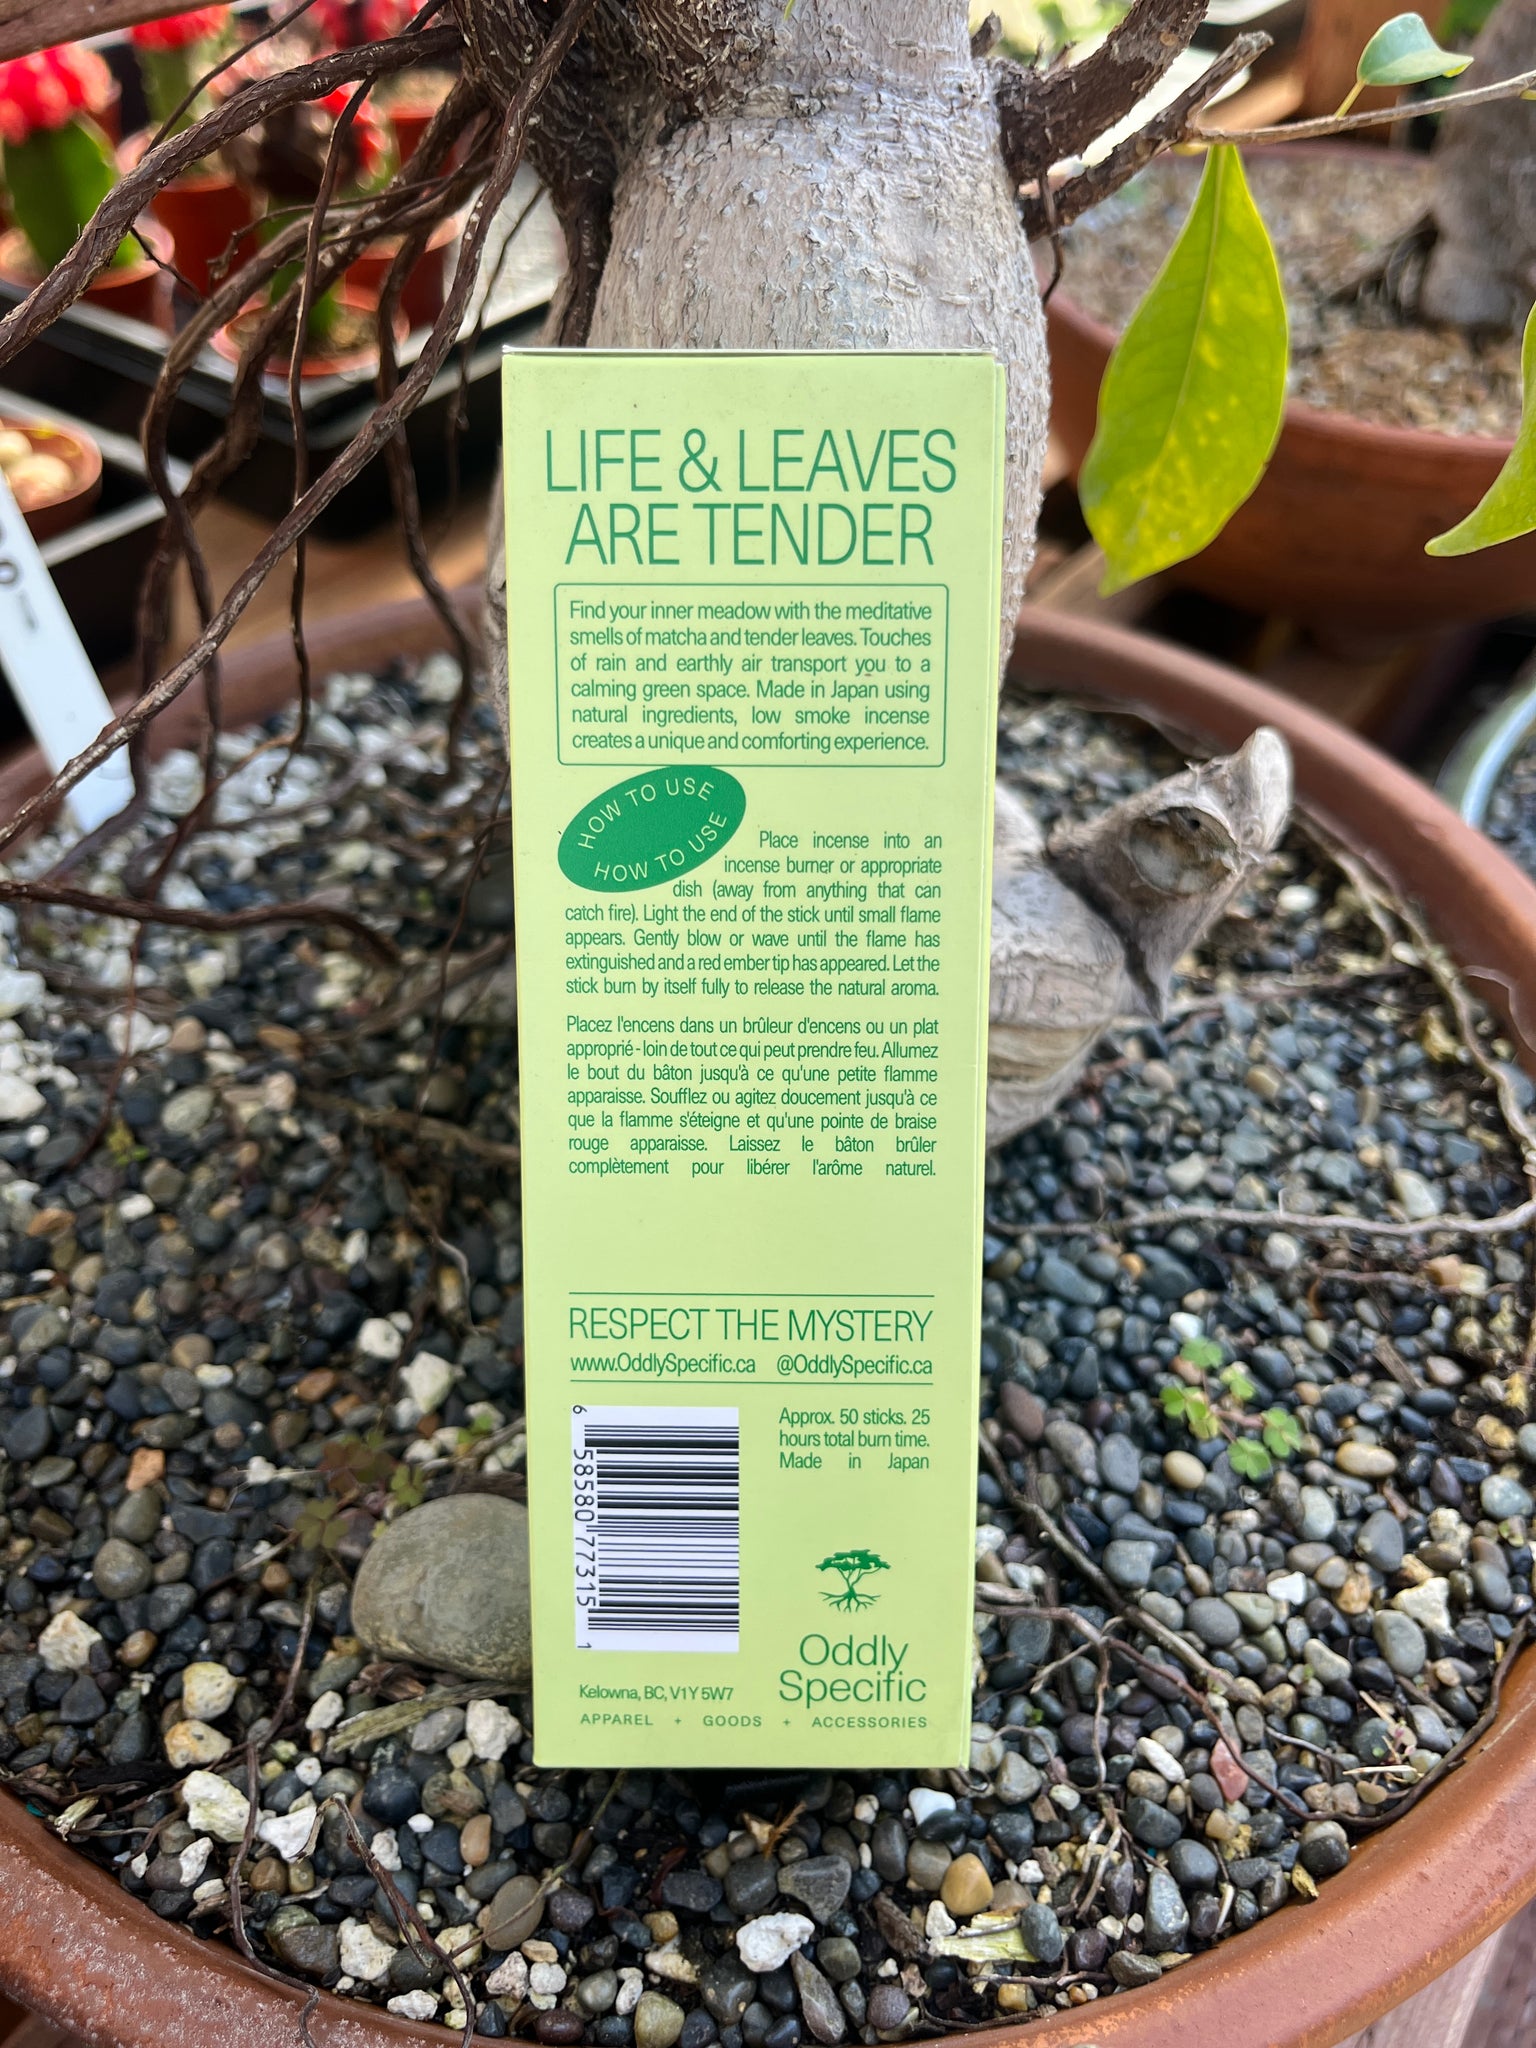 LIFE & LEAVES
ARE TENDER
Find your inner meadow with the meditative
smells of matcha and tender leaves. Touches
of rain and earthly air transport you to a
calming green space. Made in Japan using
natural ingredients, low smoke incense
creates a unique and comforting experience.
HOW TO USE
HOW TO USE
Place incense into an
incense burner or appropriate
dish (away from anything that can
catch fire). Light the end of the stick until small flame
appears. Gently blow or wave until the flame has
extinguished and a red ember tip has appeared. Let the
stick burn by itself fully to release the natural aroma.
Placez l'encens dans un brûleur d'encens ou un plat
approprié - loin de tout ce qui peut prendre feu. Allumez
le bout du bâton jusqu'à ce qu'une petite flamme
apparaisse. Soufflez ou agitez doucement jusqu'à ce
que la flamme s'éteigne et qu'une pointe de braise
rouge apparaisse. Laissez le bâton brûler
complètement pour libérer l'arôme naturel.
RESPECT THE MYSTERY
www.OddlySpecific.ca @OddlySpecific.ca
6 58580 77315 1
Approx. 50 sticks. 25
hours total burn time.
Made in Japan
Oddly
Specific
Kelowna, BC, V1Y 5W7
APPAREL + GOODS + ACCESSORIES